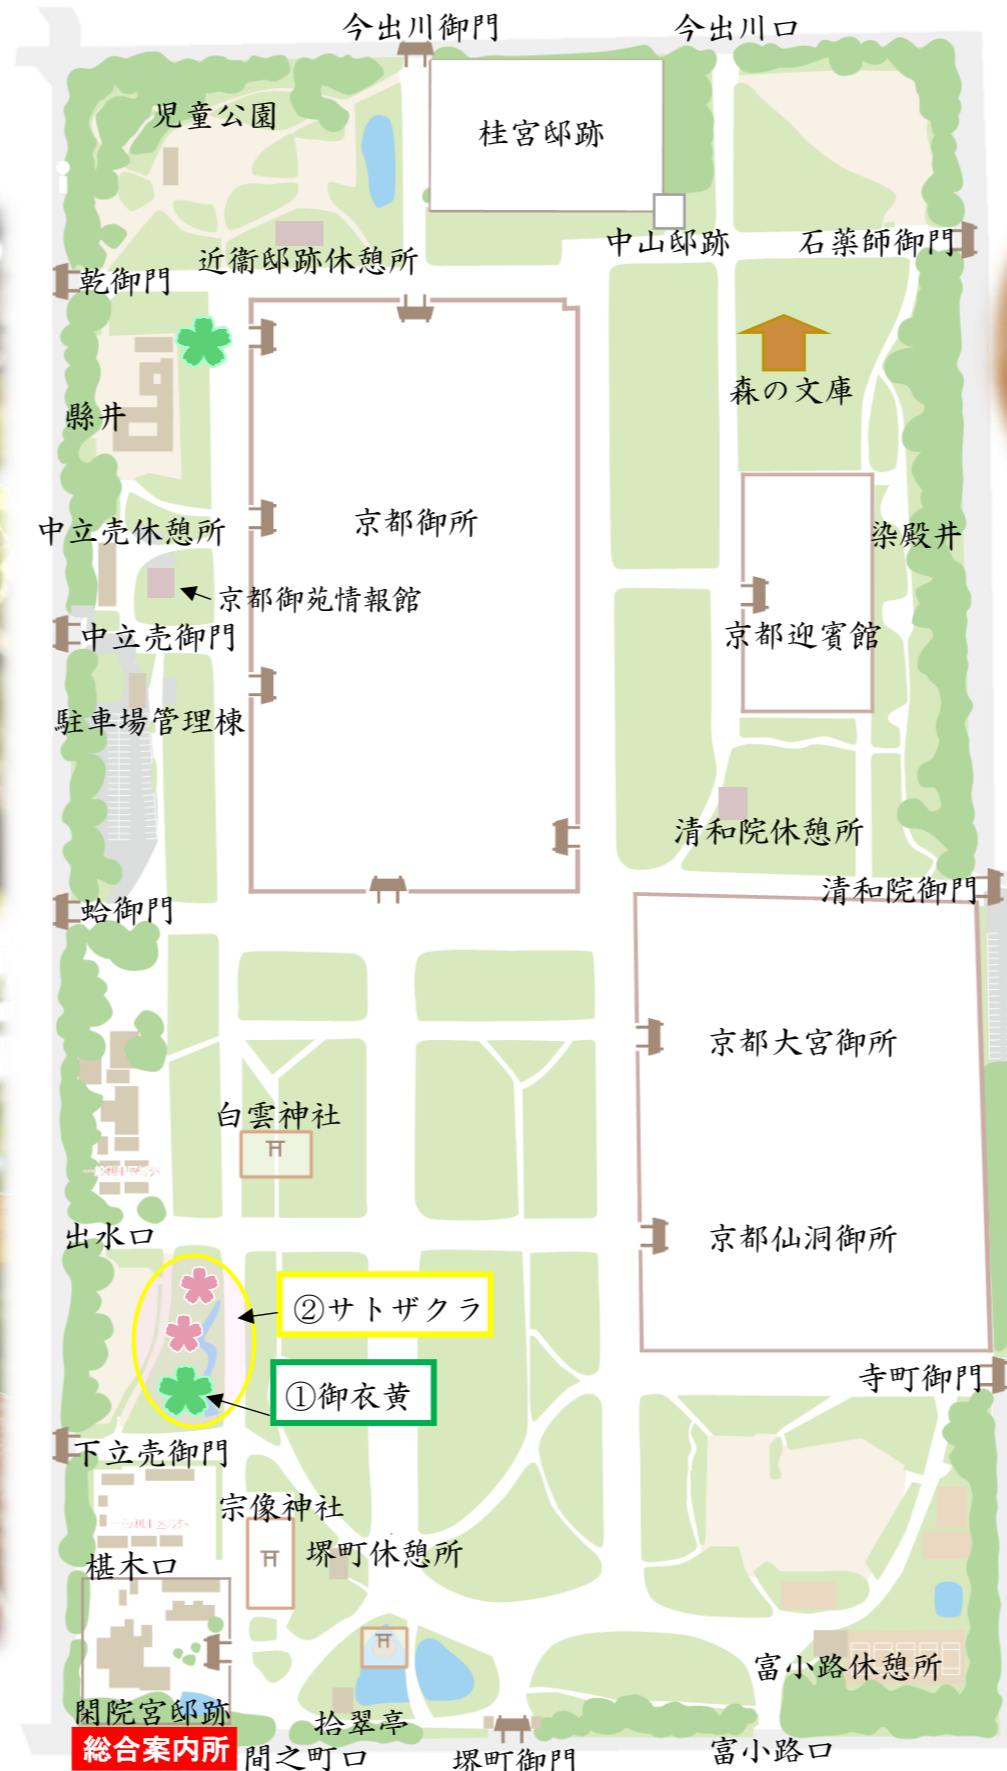 今出川御門
今出川口
児童公園
桂宮邸跡
中山邸跡
石薬師御門
近衛邸跡休憩所
乾御門
森の文庫
縣井
京都御所
中立売休憩所
染殿井
京都御苑情報館
中立売御門
京都迎賓館
駐車場管理棟
清和院休憩所
清和院御門
蛤御門
京都大宮御所
白雲神社
出水口
京都仙洞御所
②サトザクラ
①御衣黄
寺町御門
下立売御門
宗像神社
堺町休憩所
椹木口
富小路休憩所
閑院宮邸跡
総合案内所
拾翠亭
間之町口
堺町御門
富小路口